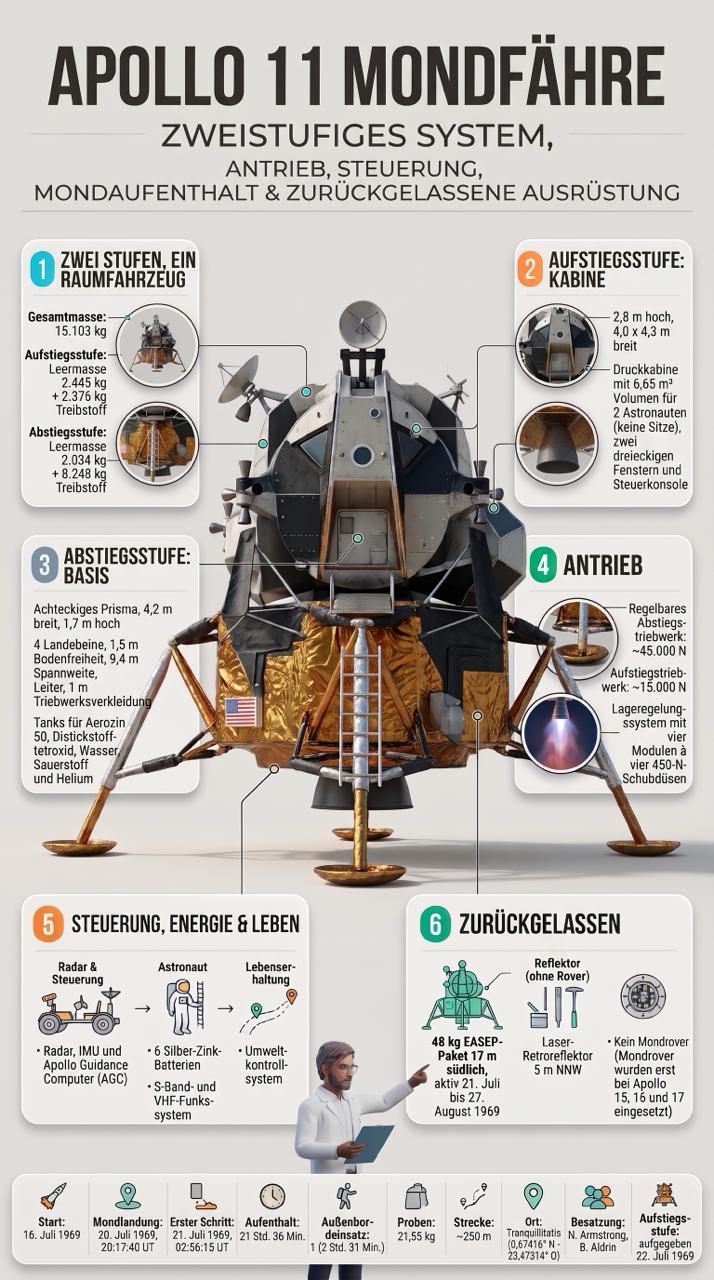 APOLLO 11 MONDFÄHRE
ZWEISTUFIGES SYSTEM,
ANTRIEB, STEUERUNG,
MONDAUFENTHALT & ZURÜCKGELASSENE AUSRÜSTUNG
1
ZWEI STUFEN, EIN
RAUMFAHRZEUG
Gesamtmasse:
15.103 kg
Aufstiegsstufe:
Leermasse
2.445 kg
+ 2.376 kg
Treibstoff
Abstiegsstufe:
Leermasse
2.034 kg
+ 8.248 kg
Treibstoff
2
AUFSTIEGSSTUFE:
KABINE
2,8 m hoch,
4,0 x 4,3 m
breit
Druckkabine
mit 6,65 m³
Volumen für
2 Astronauten
(keine Sitze),
zwei
dreieckigen
Fenstern und
Steuerkonsole
3
ABSTIEGSSTUFE:
BASIS
Achteckiges Prisma, 4,2 m
breit, 1,7 m hoch
4 Landebeine, 1,5 m
Bodenfreiheit, 9,4 m
Spannweite,
Leiter, 1 m
Triebwerksverkleidung
Tanks für Aerozin
50, Distickstoff-
tetroxid, Wasser,
Sauerstoff
und Helium
4
ANTRIEB
Regelbares
Abstiegs-
triebwerk:
~45.000 N
Aufstiegstrieb-
werk: ~15.000 N
Lageregelung-
ssystem mit
vier
Modulen à
vier 450-N-
Schubdüsen
5
STEUERUNG, ENERGIE & LEBEN
Radar &
Steuerung
• Radar, IMU und
Apollo Guidance
Computer (AGC)
Astronaut
• 6 Silber-Zink-
Batterien
• S-Band- und
VHF-Funks-
system
Lebenser-
haltung
• Umwelt-
kontroll-
system
6
ZURÜCKGELASSEN
48 kg EASEP-
Paket 17 m
südlich,
aktiv 21. Juli
bis 27.
August 1969
Reflektor
(ohne Rover)
Laser-
Retroreflektor
5 m NNW
• Kein Mondrover
(Mondrover
wurden erst
bei Apollo
15, 16 und 17
eingesetzt)
Start:
16. Juli 1969
Mondlandung:
20. Juli 1969,
20:17:40 UT
Erster Schritt:
21. Juli 1969,
02:56:15 UT
Aufenthalt:
21 Std. 36 Min.
Außenbor-
deinsatz:
1 (2 Std. 31 Min.)
Proben:
21,55 kg
Strecke:
~250 m
Ort:
Tranquillitatis
(0,67416° N -
23,47314° O)
Besatzung:
N. Armstrong,
B. Aldrin
Aufstiegs-
stufe:
aufgegeben
22. Juli 1969